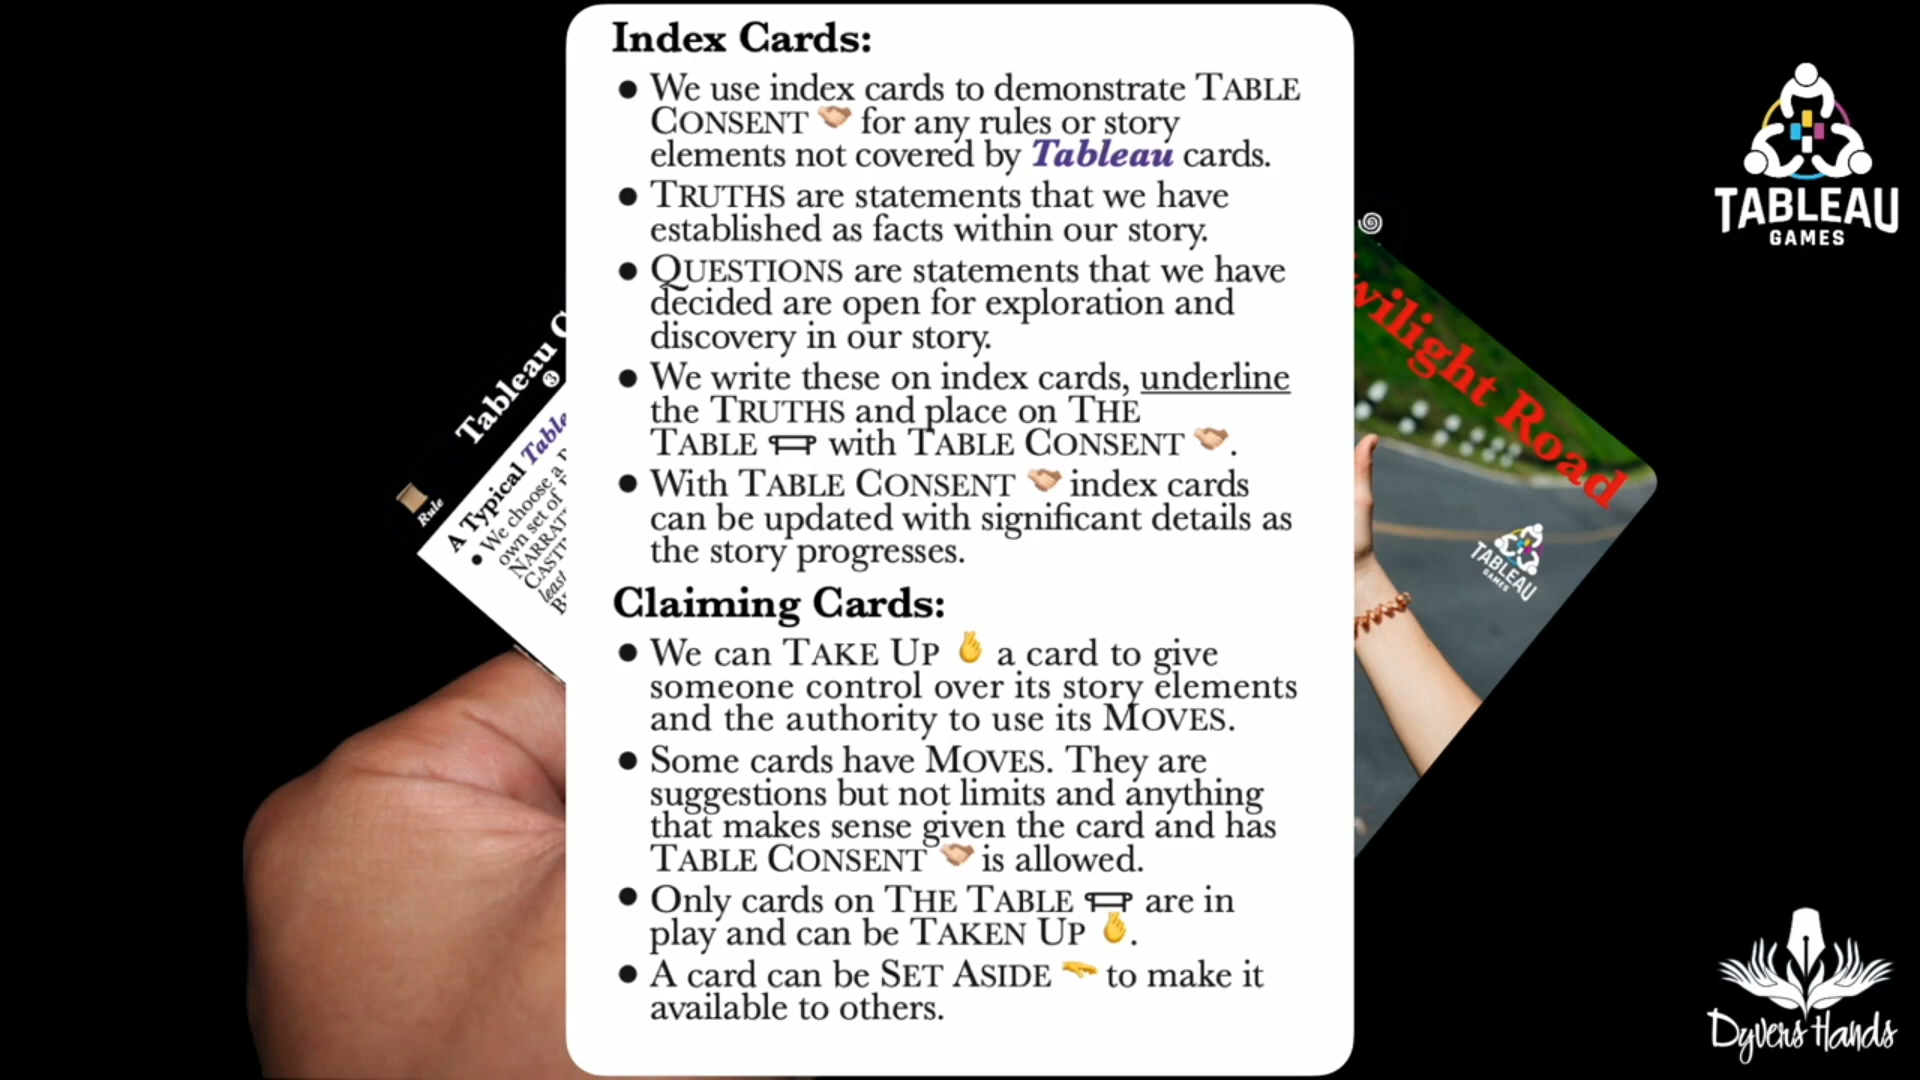 Index Cards:
● We use index cards to demonstrate TABLE
CONSENT 🤝 for any rules or story
elements not covered by Tableau cards.
● TRUTHS are statements that we have
established as facts within our story.
● QUESTIONS are statements that we have
decided are open for exploration and
discovery in our story.
● We write these on index cards, underline
the TRUTHS and place on THE
TABLE with TABLE CONSENT 🤝.
● With TABLE CONSENT 🤝 index cards
can be updated with significant details as
the story progresses.
Claiming Cards:
● We can TAKE UP a card to give
someone control over its story elements
and the authority to use its MOVES.
● Some cards have MOVES. They are
suggestions but not limits and anything
that makes sense given the card and has
TABLE CONSENT 🤝 is allowed.
● Only cards on THE TABLE are in
play and can be TAKEN UP.
● A card can be SET ASIDE to make it
available to others.
Tableau
3
Rule
A Typical
● We choose a
own set of
least
wilight Road
TABLEAU
GAMES
TABLEAU
GAMES
Dyvers Hands